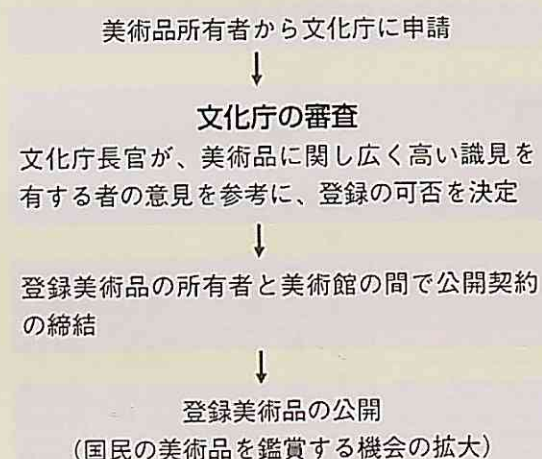 美術品所有者から文化庁に申請
↓
文化庁の審査
文化庁長官が、美術品に関し広く高い識見を
有する者の意見を参考に、登録の可否を決定
↓
登録美術品の所有者と美術館の間で公開契約
の締結
↓
登録美術品の公開
(国民の美術品を鑑賞する機会の拡大)